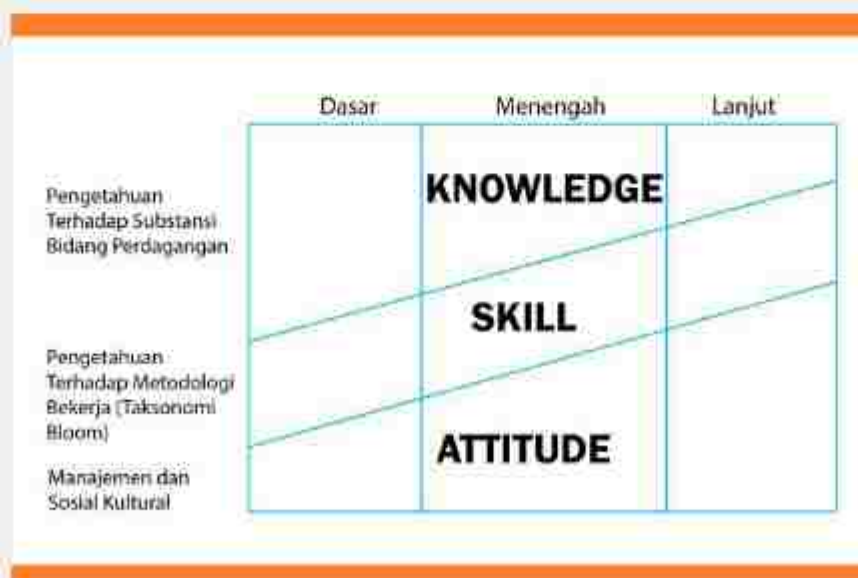 Dasar Menengah Lanjut
Pengetahuan
Terhadap Substansi
Bidang Perdagangan
KNOWLEDGE
SKILL
Pengetahuan
Terhadap Metodologi
Bekerja (Taksonomi
Bloom)
ATTITUDE
Manajemen dan
Sosial Kultural